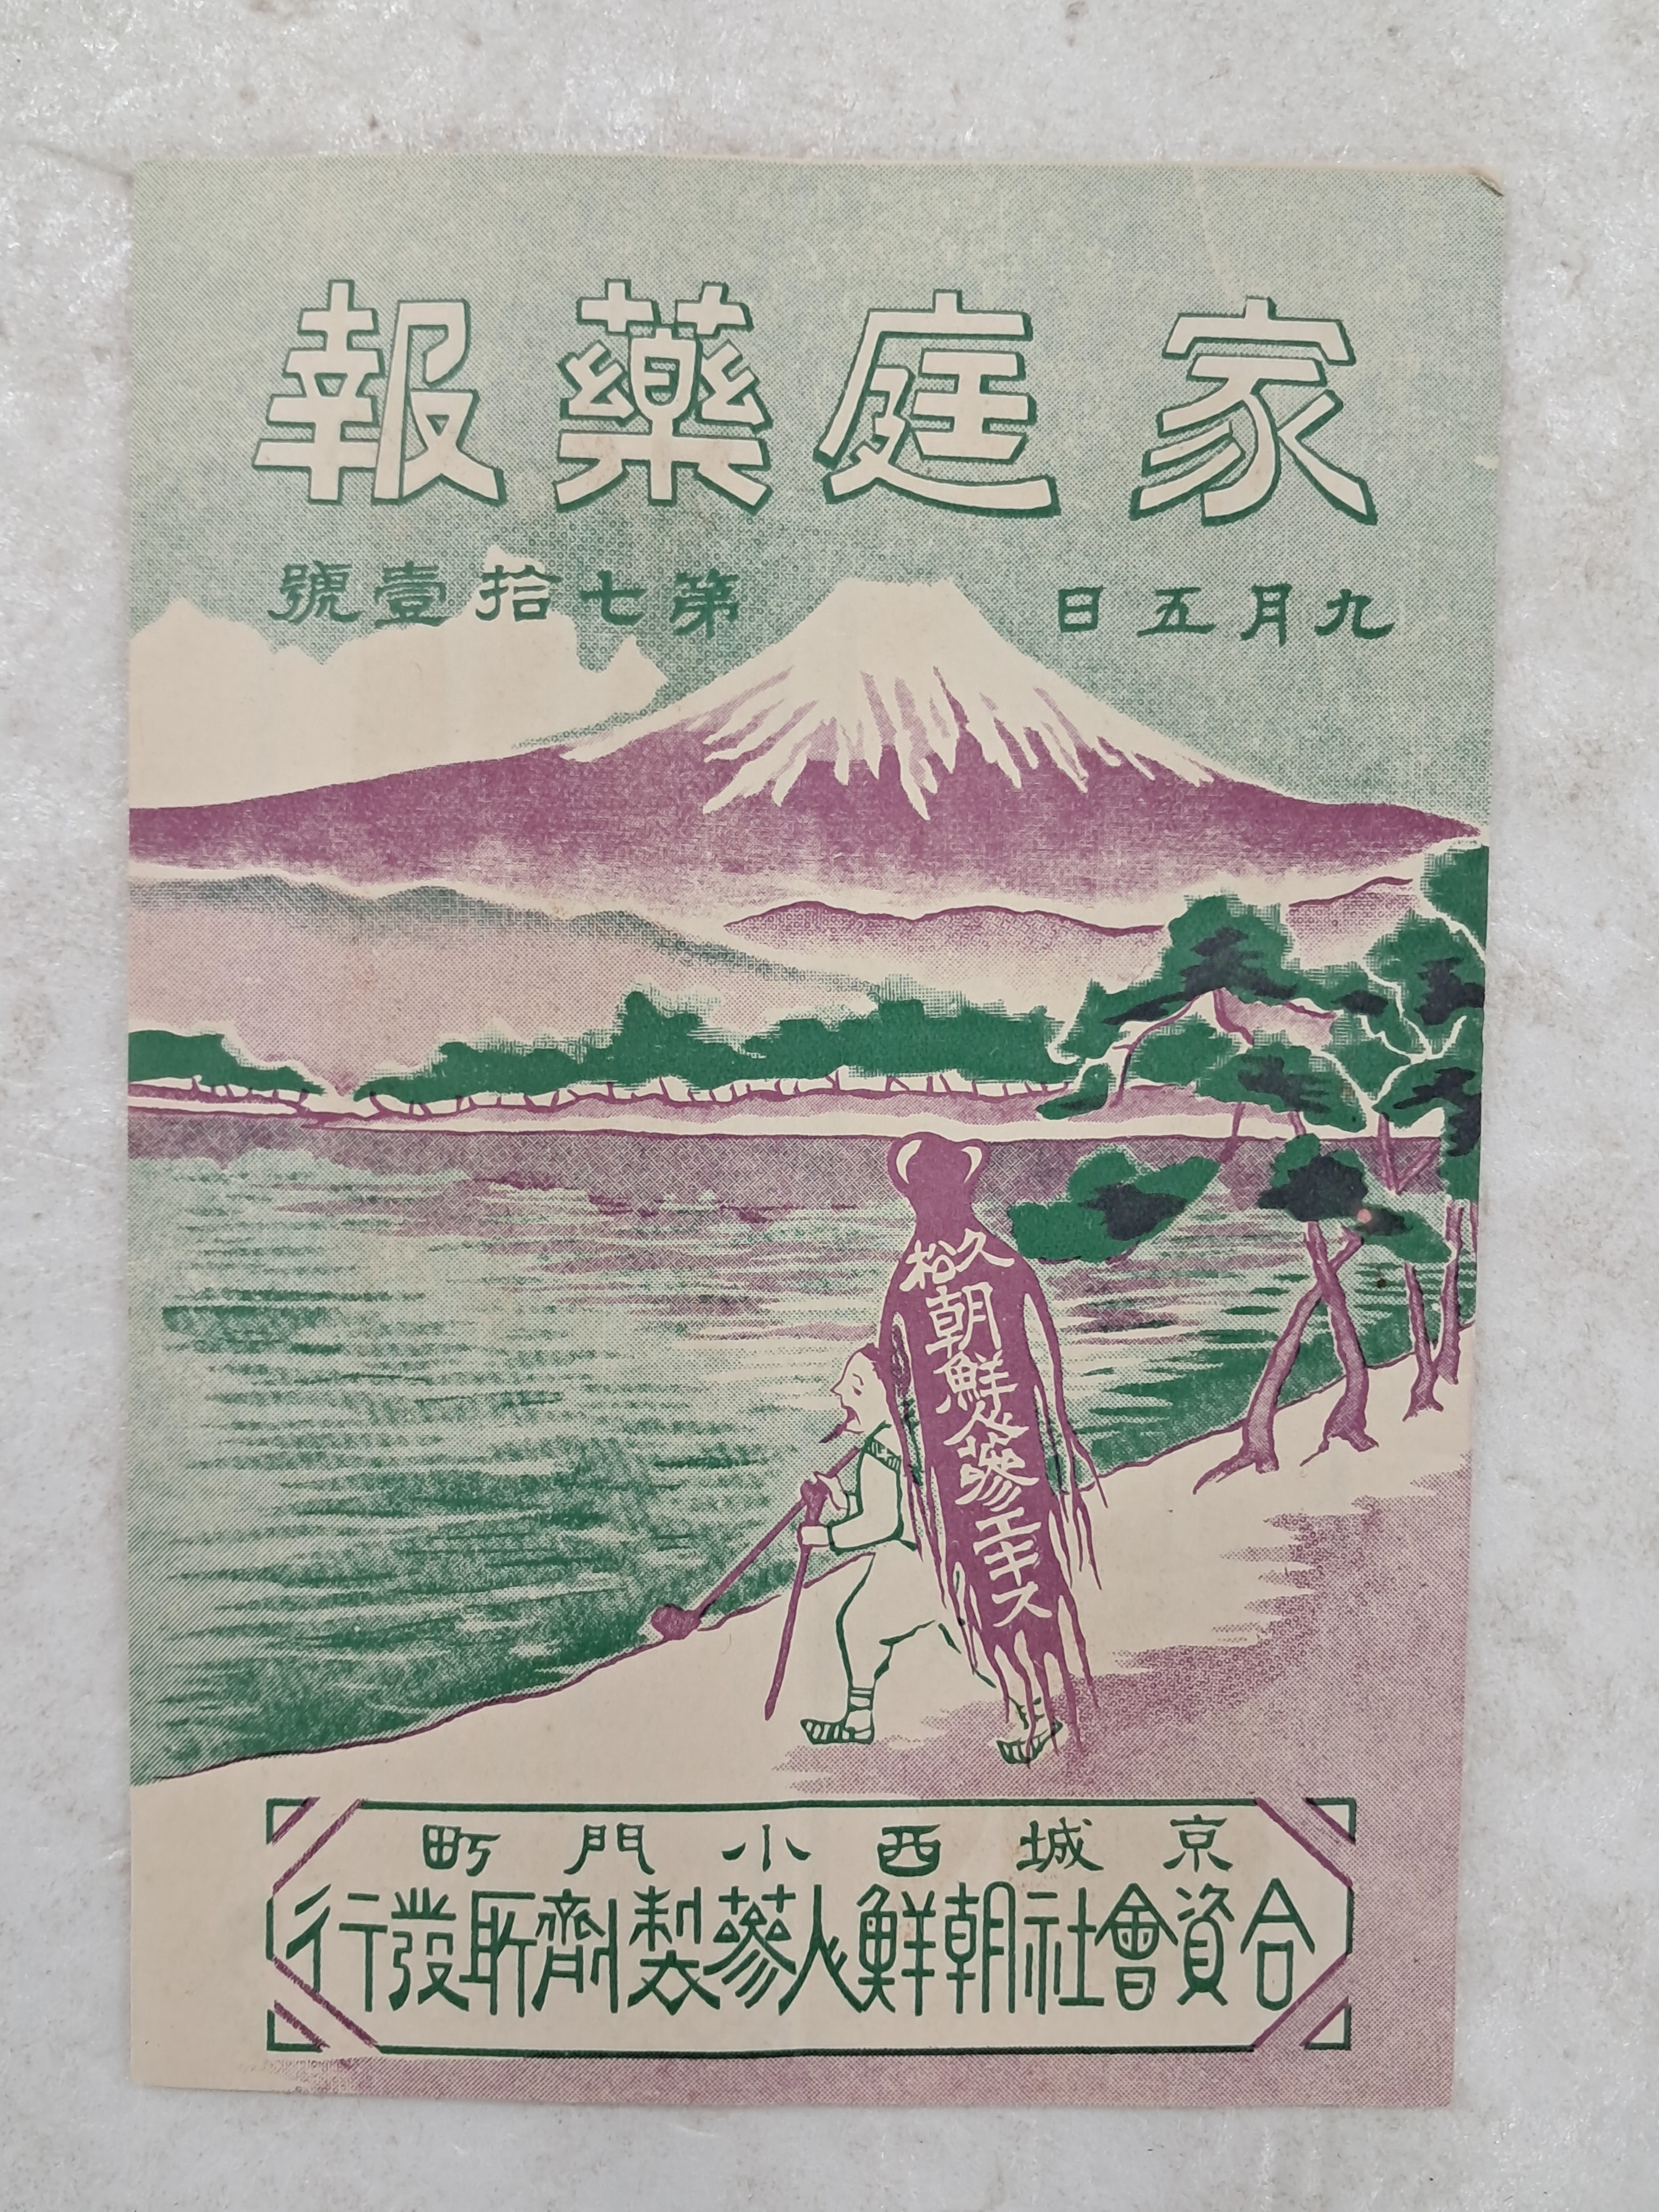 家庭藥報
九月五日
第七拾壹號
久松
朝鮮人蔘エキス
京城西小門町
合資會社朝鮮人蔘製劑所發行